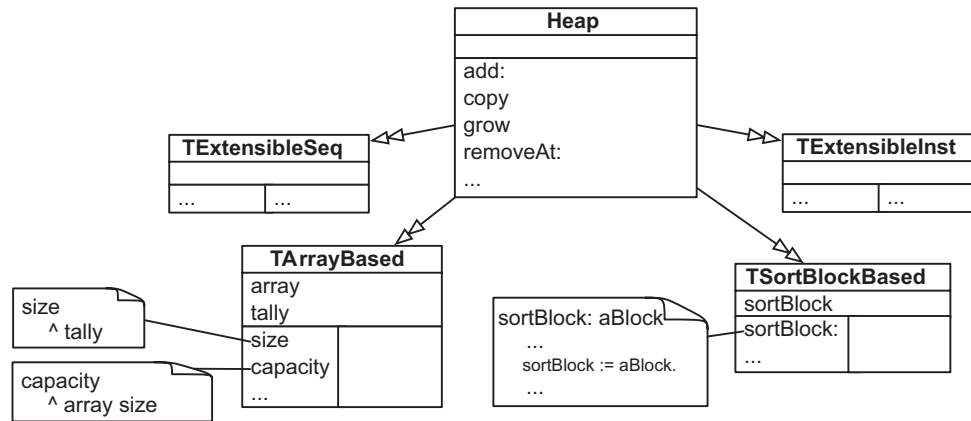 Heap
add:
copy
grow
removeAt:
...
TExtensibleSeq
... ...
TExtensibleInst
... ...
TArrayBased
array
tally
size
capacity
...
TSortBlockBased
sortBlock
sortBlock:
...
size
^ tally
capacity
^ array size
sortBlock: aBlock
...
sortBlock := aBlock.
...